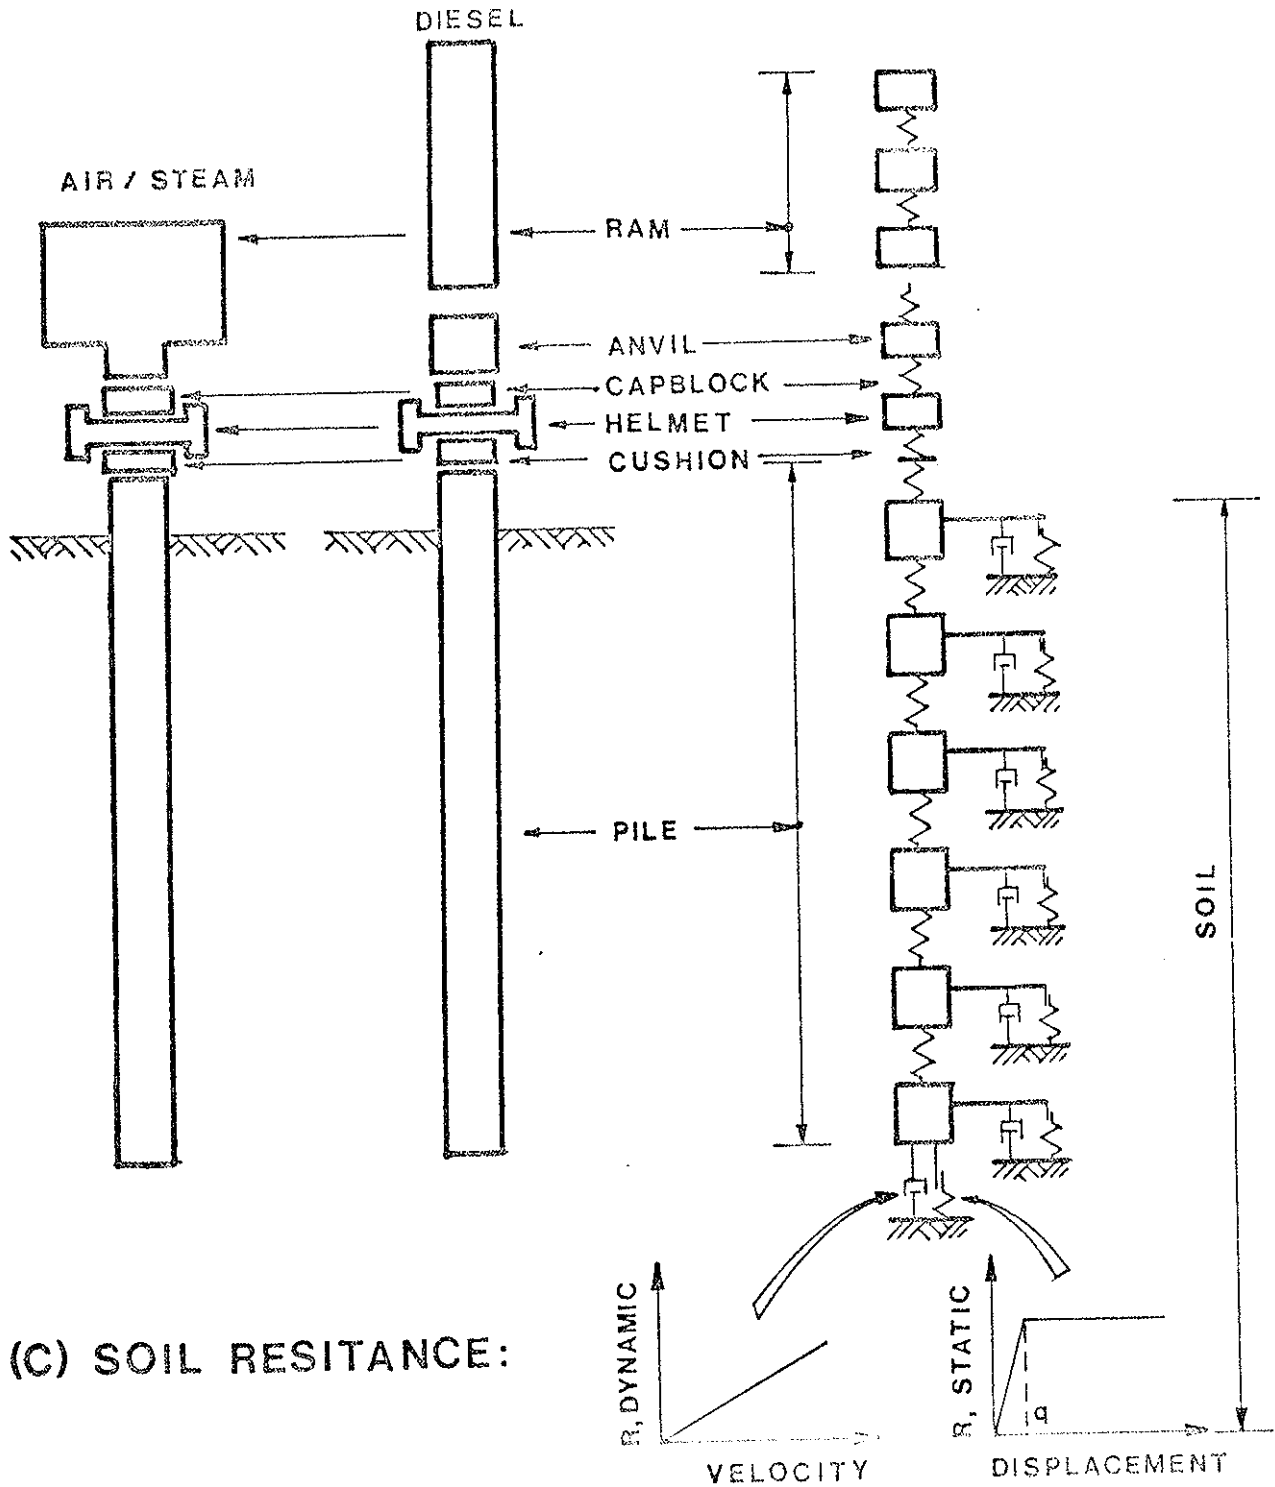 DIESEL
AIR / STEAM
RAM
ANVIL
CAPBLOCK
HELMET
CUSHION
PILE
SOIL
(C) SOIL RESITANCE:
R, DYNAMIC
VELOCITY
R, STATIC
q
DISPLACEMENT